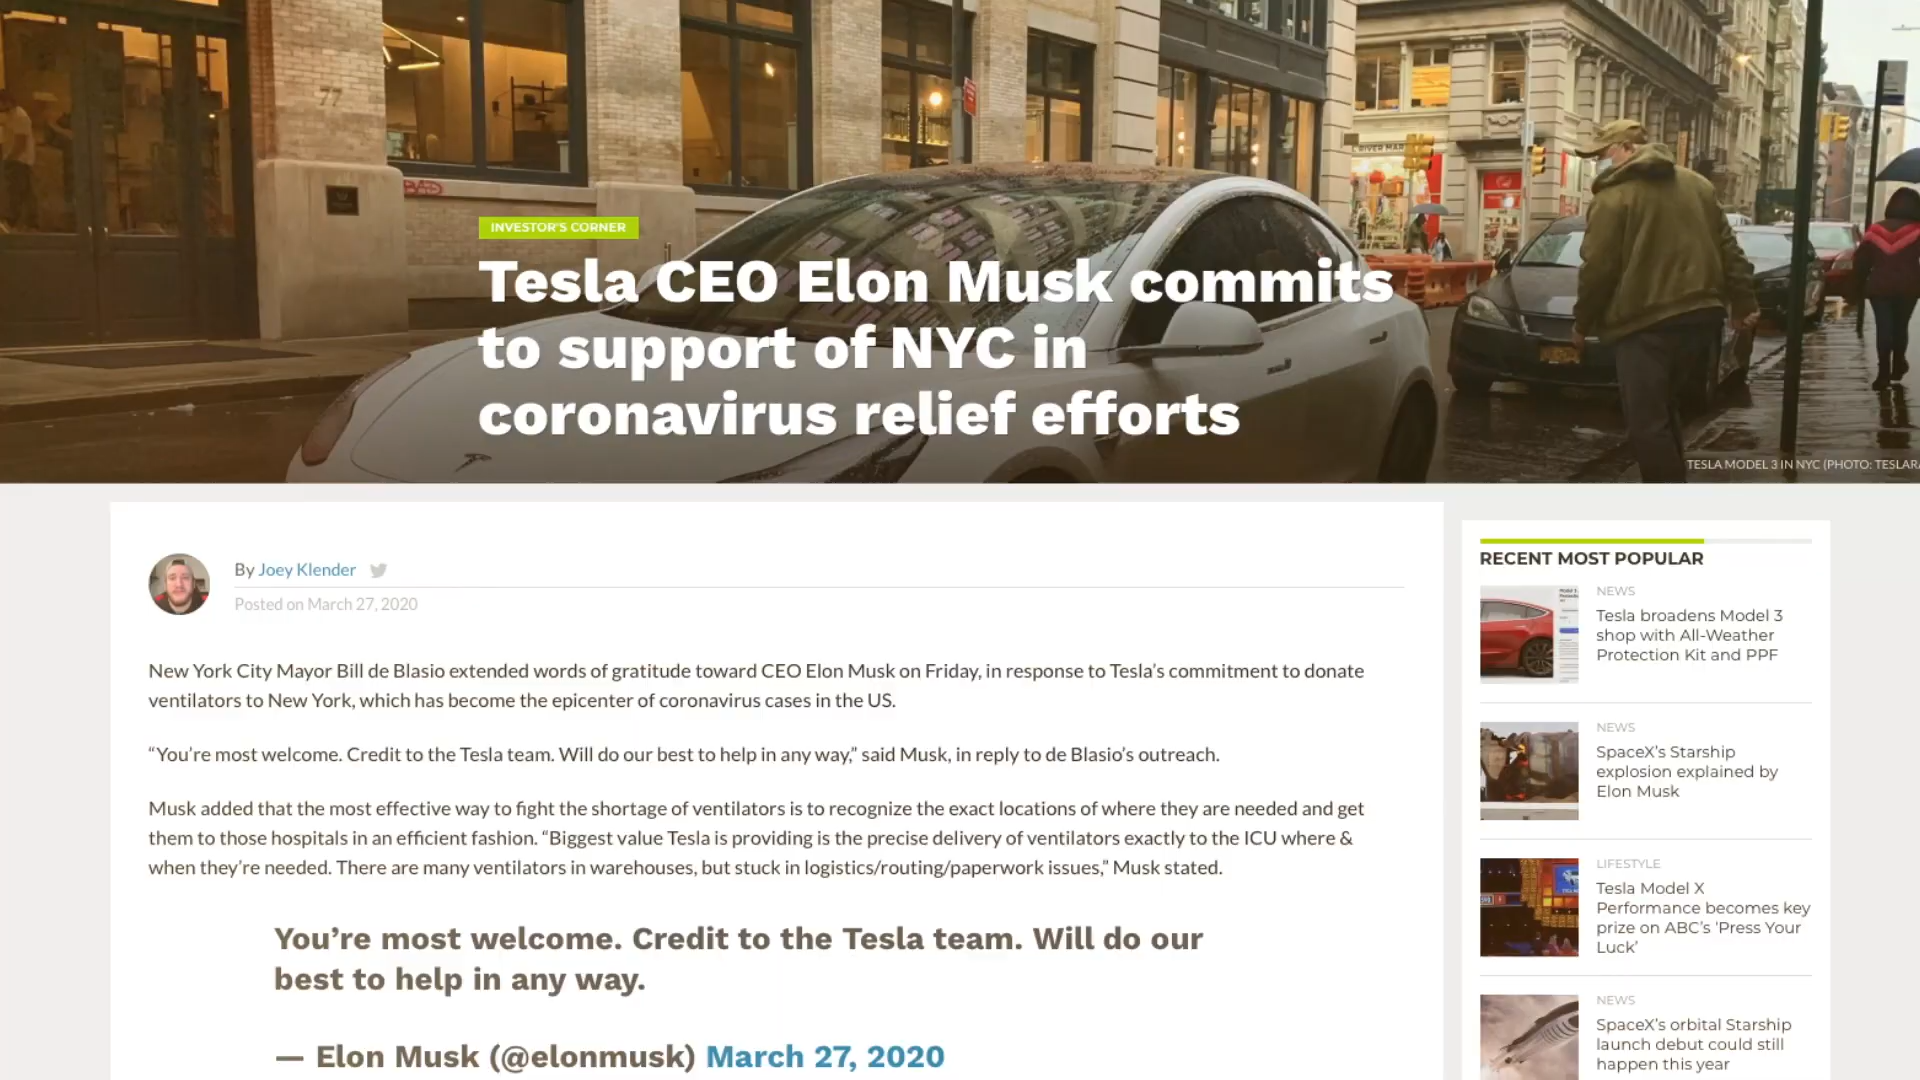 77
RIVER MAR
INVESTOR'S CORNER
Tesla CEO Elon Musk commits
to support of NYC in
coronavirus relief efforts
TESLA MODEL 3 IN NYC (PHOTO: TESLARA
By Joey Klender
Posted on March 27, 2020
New York City Mayor Bill de Blasio extended words of gratitude toward CEO Elon Musk on Friday, in response to Tesla’s commitment to donate
ventilators to New York, which has become the epicenter of coronavirus cases in the US.
“You’re most welcome. Credit to the Tesla team. Will do our best to help in any way,” said Musk, in reply to de Blasio’s outreach.
Musk added that the most effective way to fight the shortage of ventilators is to recognize the exact locations of where they are needed and get
them to those hospitals in an efficient fashion. “Biggest value Tesla is providing is the precise delivery of ventilators exactly to the ICU where &
when they’re needed. There are many ventilators in warehouses, but stuck in logistics/routing/paperwork issues,” Musk stated.
You’re most welcome. Credit to the Tesla team. Will do our
best to help in any way.
— Elon Musk (@elonmusk) March 27, 2020
RECENT MOST POPULAR
NEWS
Tesla broadens Model 3
shop with All-Weather
Protection Kit and PPF
NEWS
SpaceX’s Starship
explosion explained by
Elon Musk
LIFESTYLE
Tesla Model X
Performance becomes key
prize on ABC’s ‘Press Your
Luck’
NEWS
SpaceX’s orbital Starship
launch debut could still
happen this year